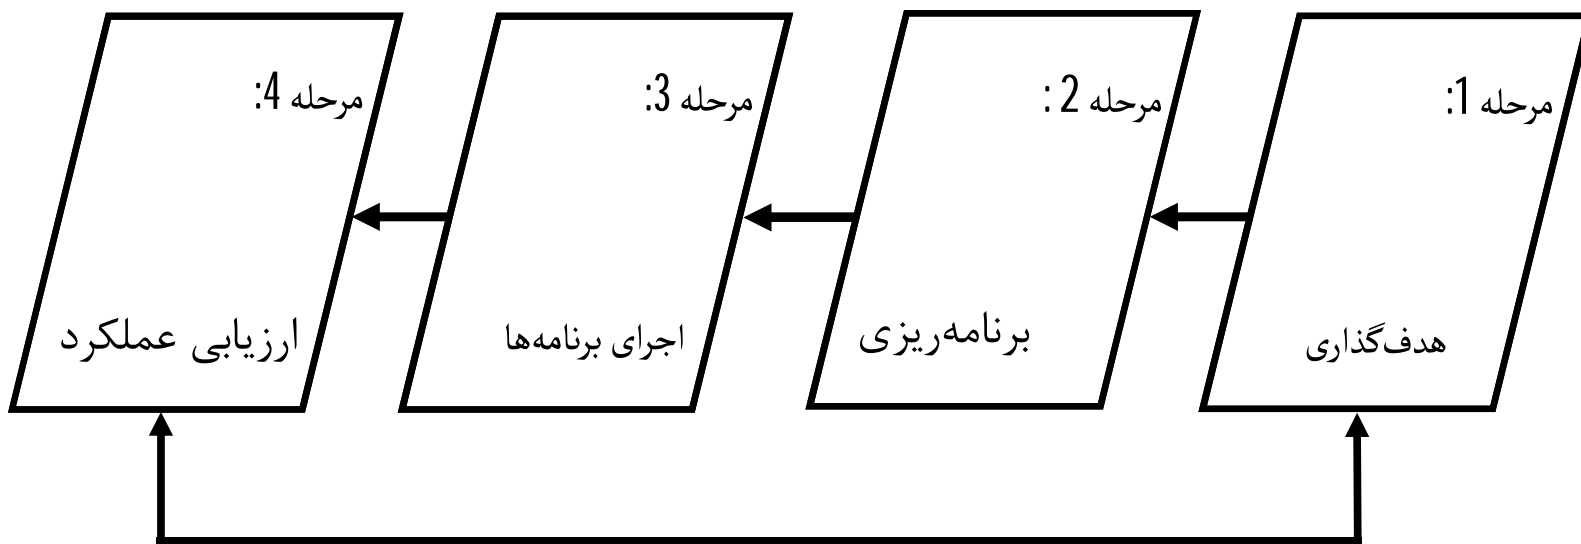 مرحله 1:
هدف‌گذاری
مرحله 2 :
برنامه‌ریزی
مرحله 3:
اجرای برنامه‌ها
مرحله 4:
ارزیابی عملکرد